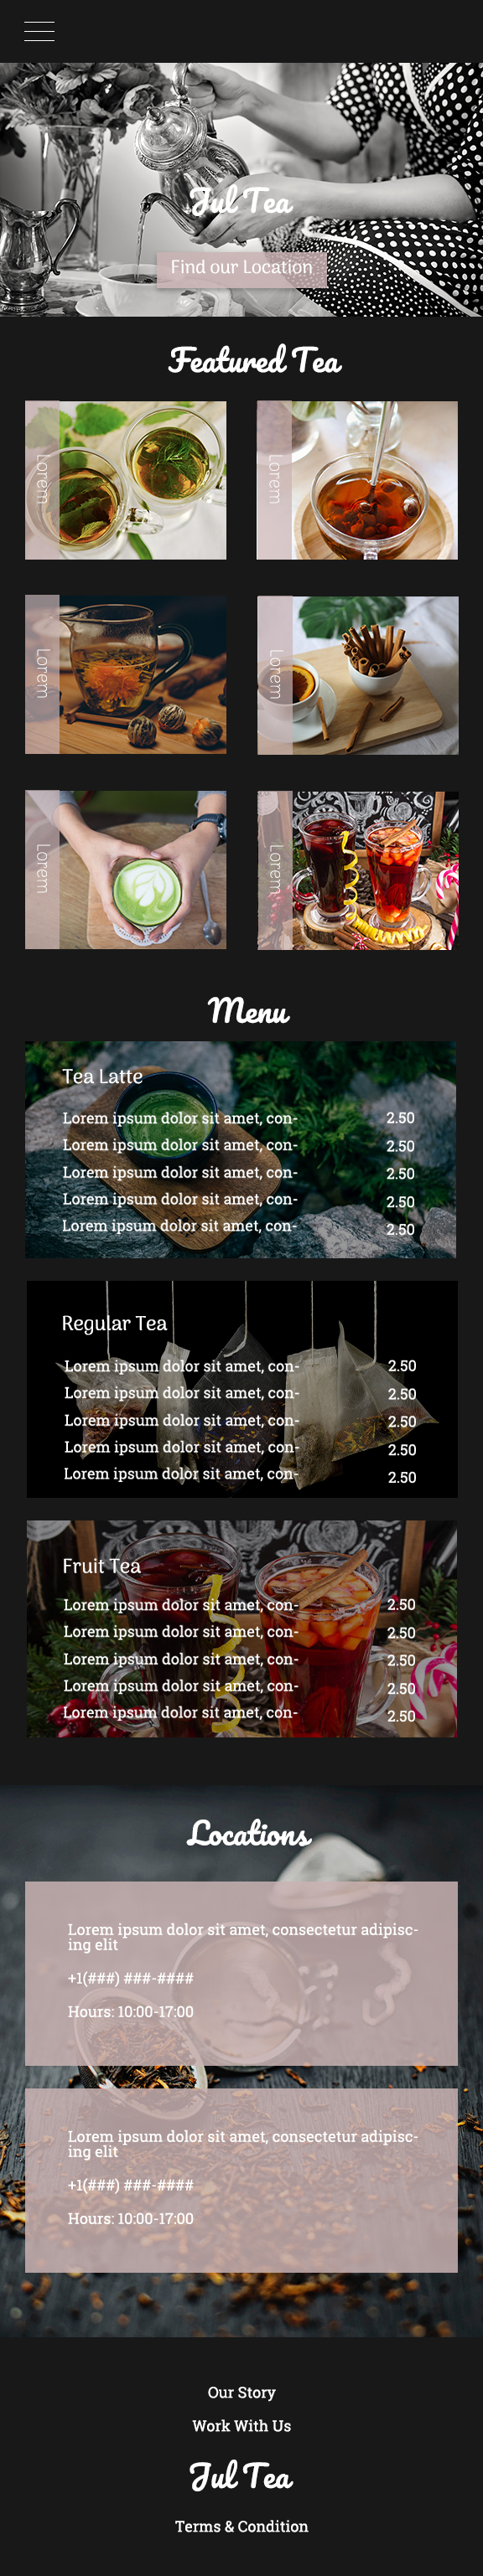 Jul Tea
Find our Location
Featured Tea
Lorem
Lorem
Lorem
Lorem
Lorem
Lorem
Menu
Tea Latte
Lorem ipsum dolor sit amet, con- 2.50
Lorem ipsum dolor sit amet, con- 2.50
Lorem ipsum dolor sit amet, con- 2.50
Lorem ipsum dolor sit amet, con- 2.50
Lorem ipsum dolor sit amet, con- 2.50
Regular Tea
Lorem ipsum dolor sit amet, con- 2.50
Lorem ipsum dolor sit amet, con- 2.50
Lorem ipsum dolor sit amet, con- 2.50
Lorem ipsum dolor sit amet, con- 2.50
Lorem ipsum dolor sit amet, con- 2.50
Fruit Tea
Lorem ipsum dolor sit amet, con- 2.50
Lorem ipsum dolor sit amet, con- 2.50
Lorem ipsum dolor sit amet, con- 2.50
Lorem ipsum dolor sit amet, con- 2.50
Lorem ipsum dolor sit amet, con- 2.50
Locations
Lorem ipsum dolor sit amet, consectetur adipisc-
ing elit
+1(###) ###-####
Hours: 10:00-17:00
Lorem ipsum dolor sit amet, consectetur adipisc-
ing elit
+1(###) ###-####
Hours: 10:00-17:00
Our Story
Work With Us
Jul Tea
Terms & Condition